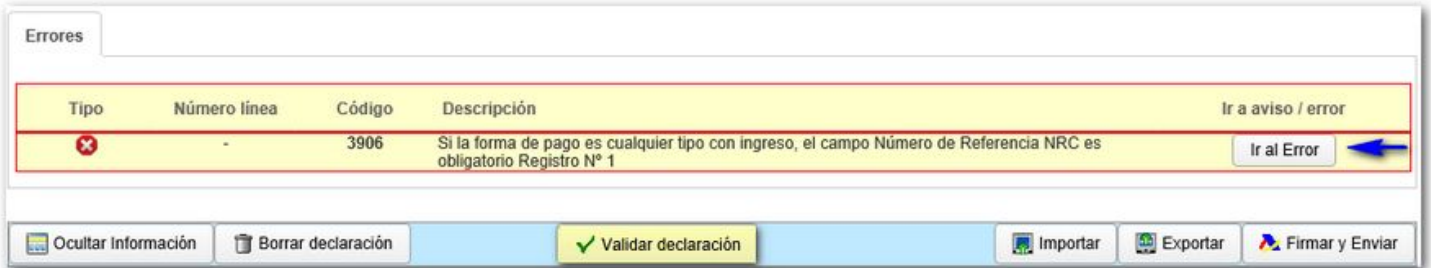 Errores
Tipo Número línea Código Descripción Ir a aviso / error
- 3906 Si la forma de pago es cualquier tipo con ingreso, el campo Número de Referencia NRC es
obligatorio Registro Nº 1
Ir al Error
Ocultar Información Borrar declaración Validar declaración Importar Exportar Firmar y Enviar